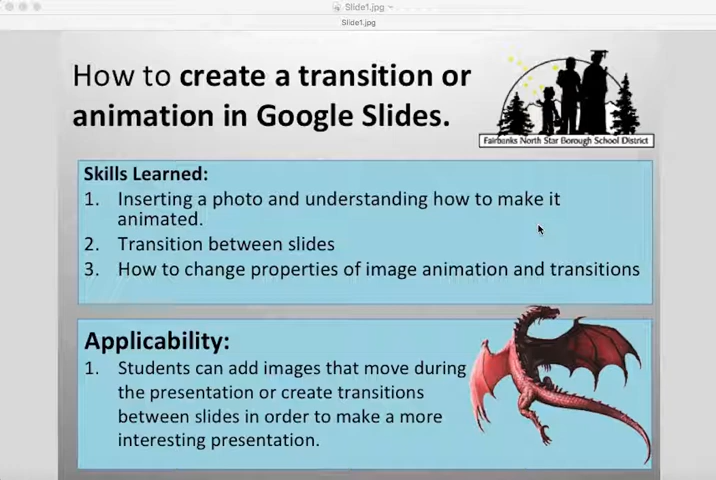 Slide1.jpg
Slide1.jpg
How to create a transition or
animation in Google Slides.
Fairbanks North Star Borough School District
Skills Learned:
1. Inserting a photo and understanding how to make it
animated.
2. Transition between slides
3. How to change properties of image animation and transitions
Applicability:
1. Students can add images that move during
the presentation or create transitions
between slides in order to make a more
interesting presentation.